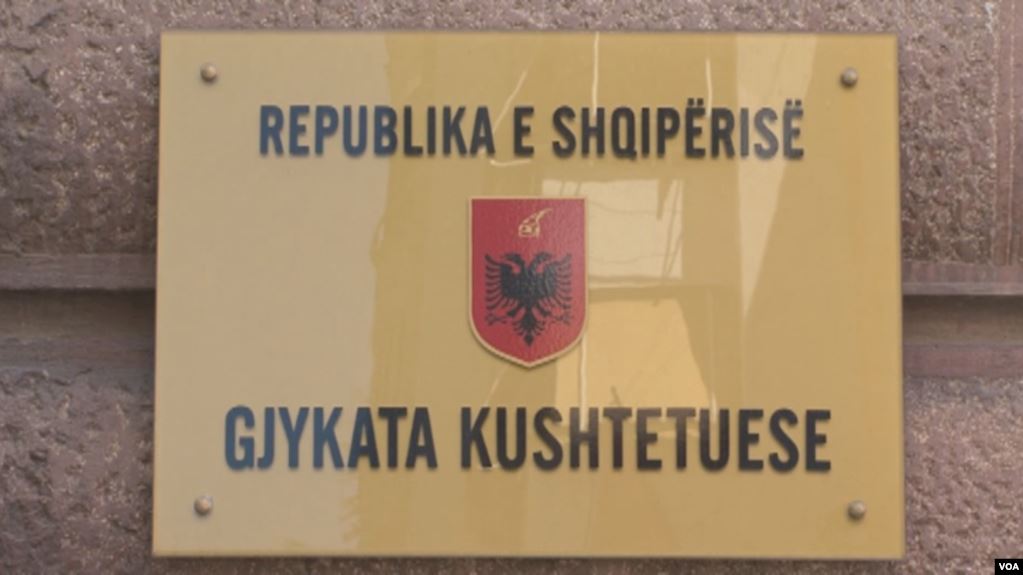 REPUBLIKA E SHQIPËRISË
GJYKATA KUSHTETUESE
VOA